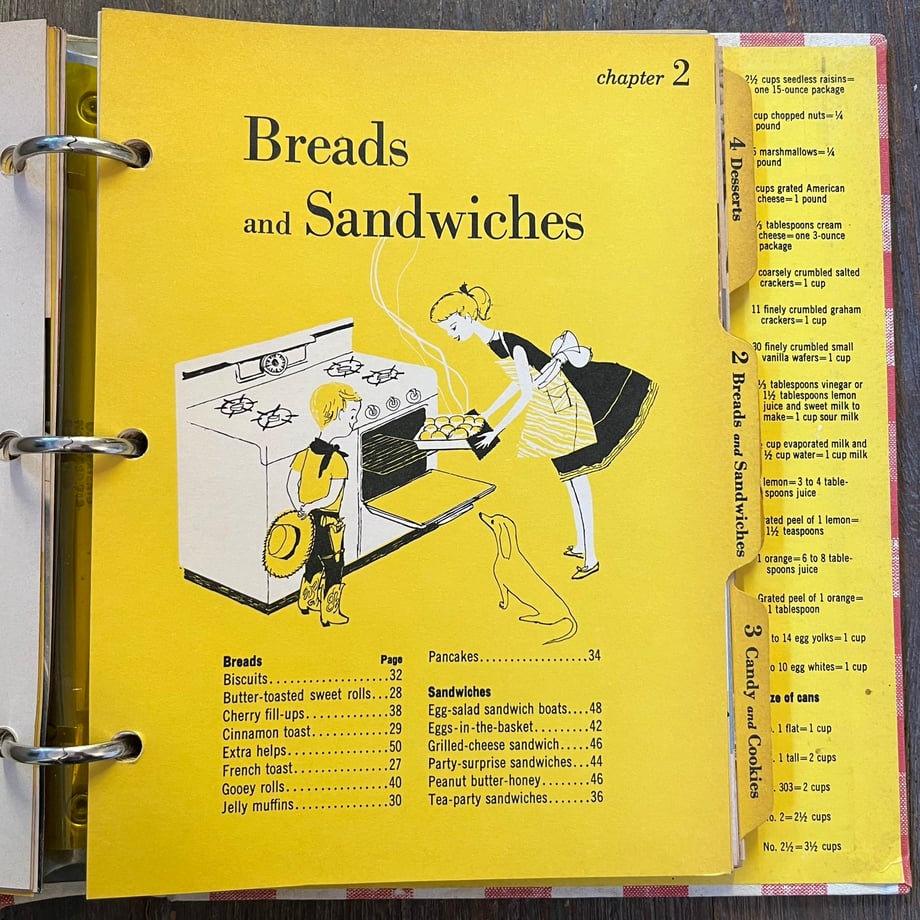 chapter 2
Breads
and Sandwiches
Breads Page
Biscuits..................32
Butter-toasted sweet rolls...28
Cherry fill-ups............38
Cinnamon toast...........29
Extra helps...............50
French toast..............27
Gooey rolls...............40
Jelly muffins..............30
Pancakes.................34
Sandwiches
Egg-salad sandwich boats....48
Eggs-in-the-basket.........42
Grilled-cheese sandwich.....46
Party-surprise sandwiches...44
Peanut butter-honey........46
Tea-party sandwiches.......36
4 Desserts
2 Breads and Sandwiches
3 Candy and Cookies
2½ cups seedless raisins=
one 15-ounce package
cup chopped nuts=¼
pound
marshmallows=¼
pound
cups grated American
cheese=1 pound
tablespoons cream
cheese=one 3-ounce
package
coarsely crumbled salted
crackers=1 cup
11 finely crumbled graham
crackers=1 cup
30 finely crumbled small
vanilla wafers=1 cup
tablespoons vinegar or
1½ tablespoons lemon
juice and sweet milk to
make=1 cup sour milk
cup evaporated milk and
½ cup water=1 cup milk
lemon=3 to 4 table-
spoons juice
peel of 1 lemon=
1½ teaspoons
1 orange=6 to 8 table-
spoons juice
Grated peel of 1 orange=
1 tablespoon
to 14 egg yolks=1 cup
10 egg whites=1 cup
of cans
1 flat=1 cup
1 tall=2 cups
303=2 cups
2=2½ cups
No. 2½=3½ cups